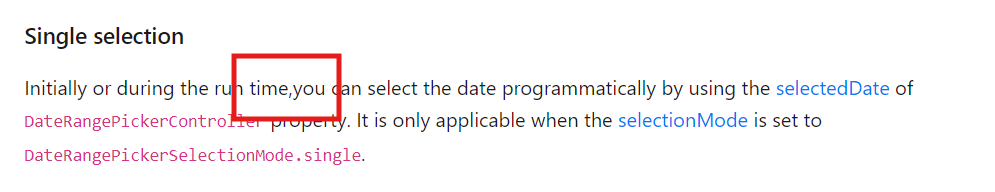 Single selection
Initially or during the run time,you can select the date programmatically by using the selectedDate of
DateRangePickerController property. It is only applicable when the selectionMode is set to
DateRangePickerSelectionMode.single.